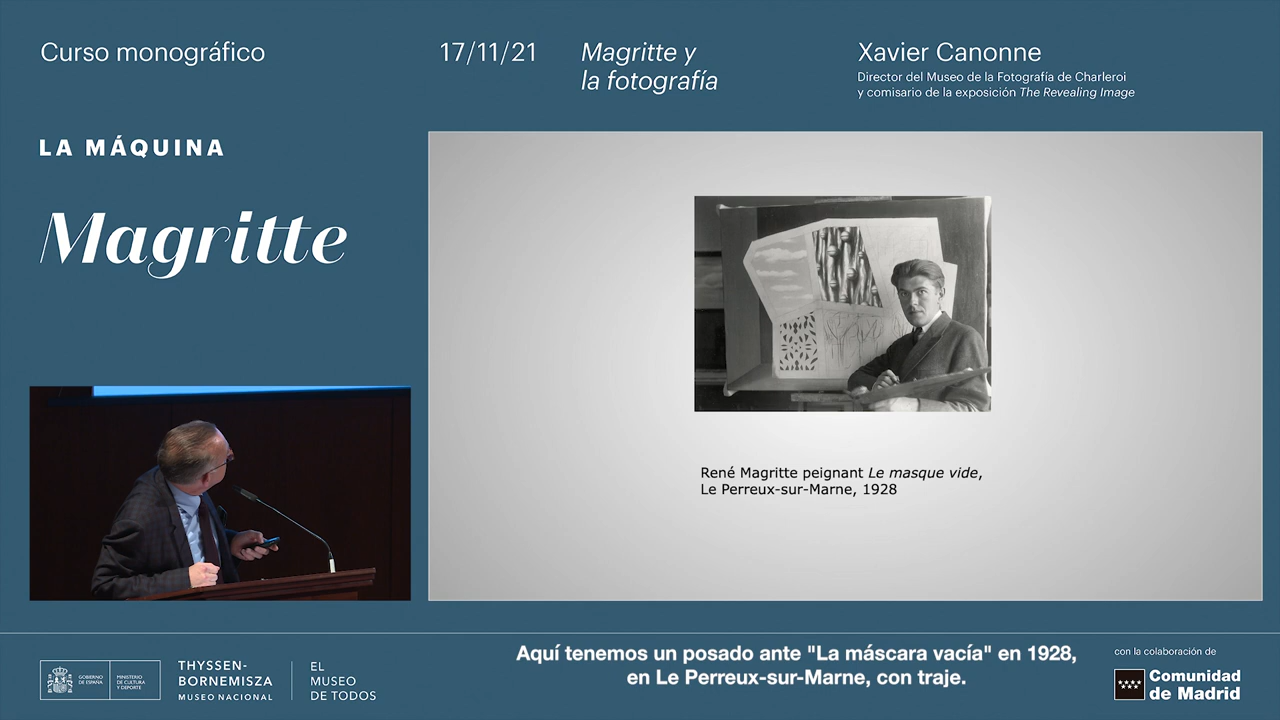 Curso monográfico
17/11/21
Magritte y
la fotografía
Xavier Canonne
Director del Museo de la Fotografía de Charleroi
y comisario de la exposición The Revealing Image
LA MÁQUINA
Magritte
René Magritte peignant Le masque vide,
Le Perreux-sur-Marne, 1928
Aquí tenemos un posado ante "La máscara vacía" en 1928,
en Le Perreux-sur-Marne, con traje.
GOBIERNO
DE ESPAÑA
MINISTERIO
DE CULTURA
Y DEPORTE
THYSSEN-
BORNEMISZA
MUSEO NACIONAL
EL
MUSEO
DE TODOS
con la colaboración de
Comunidad
de Madrid